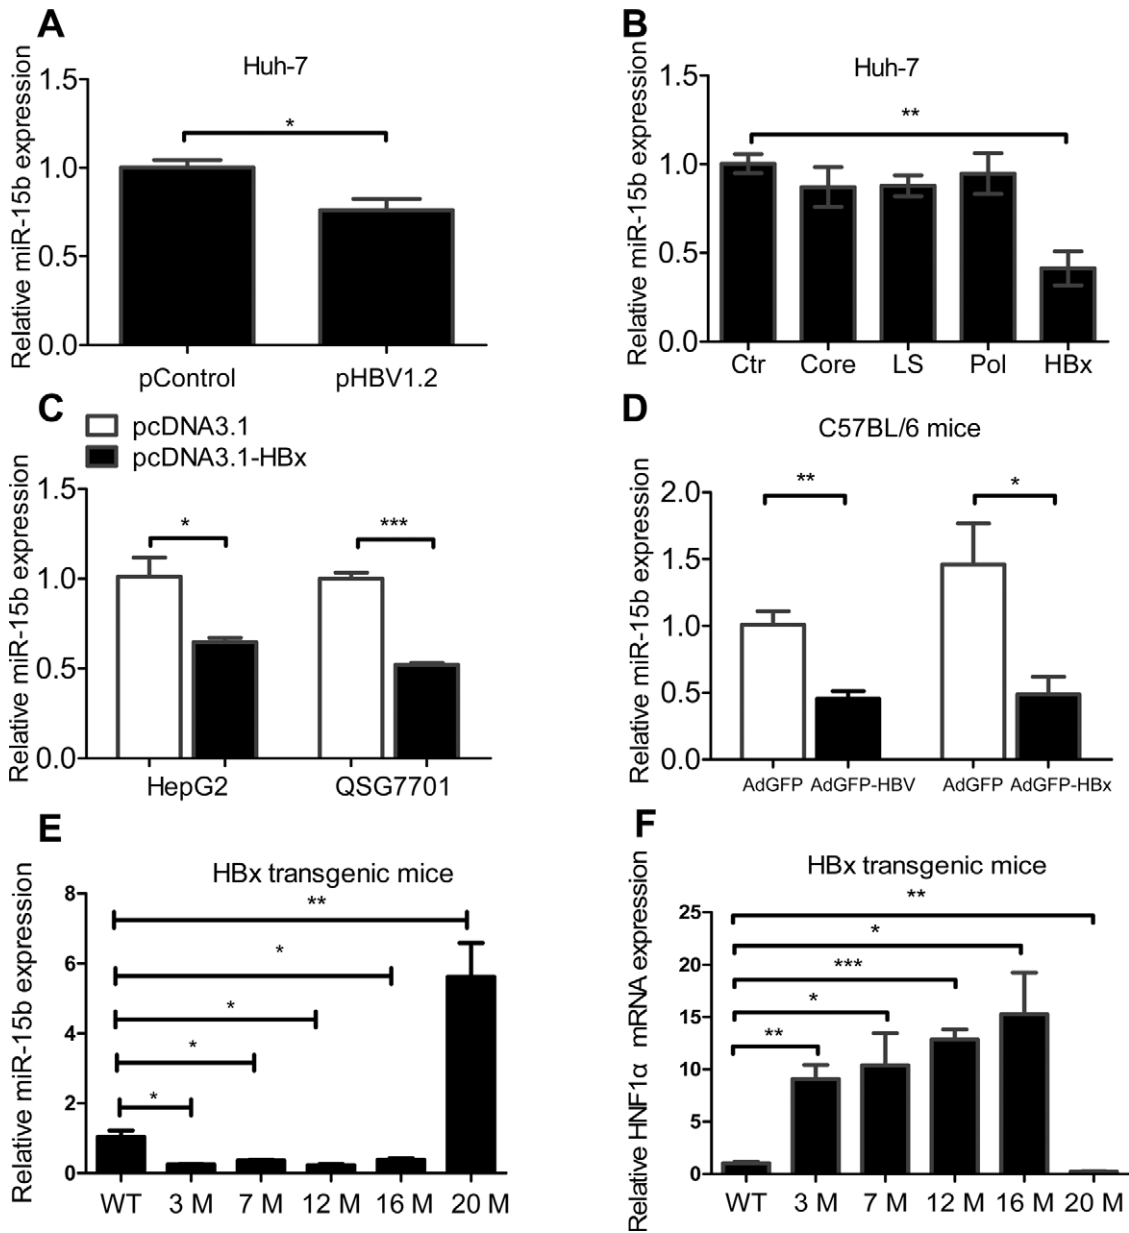 A
Huh-7
Relative miR-15b expression
1.5
1.0
0.5
0.0
*
pControl
pHBV1.2
B
Huh-7
Relative miR-15b expression
1.5
1.0
0.5
0.0
**
Ctr
Core
LS
Pol
HBx
C
pcDNA3.1
pcDNA3.1-HBx
Relative miR-15b expression
1.5
1.0
0.5
0.0
*
***
HepG2
QSG7701
D
C57BL/6 mice
Relative miR-15b expression
2.0
1.5
1.0
0.5
0.0
**
*
AdGFP
AdGFP-HBV
AdGFP
AdGFP-HBx
E
HBx transgenic mice
Relative miR-15b expression
8
6
4
2
0
**
*
*
*
*
WT
3 M
7 M
12 M
16 M
20 M
F
HBx transgenic mice
Relative HNF1α mRNA expression
25
20
15
10
5
0
**
*
***
*
**
WT
3 M
7 M
12 M
16 M
20 M